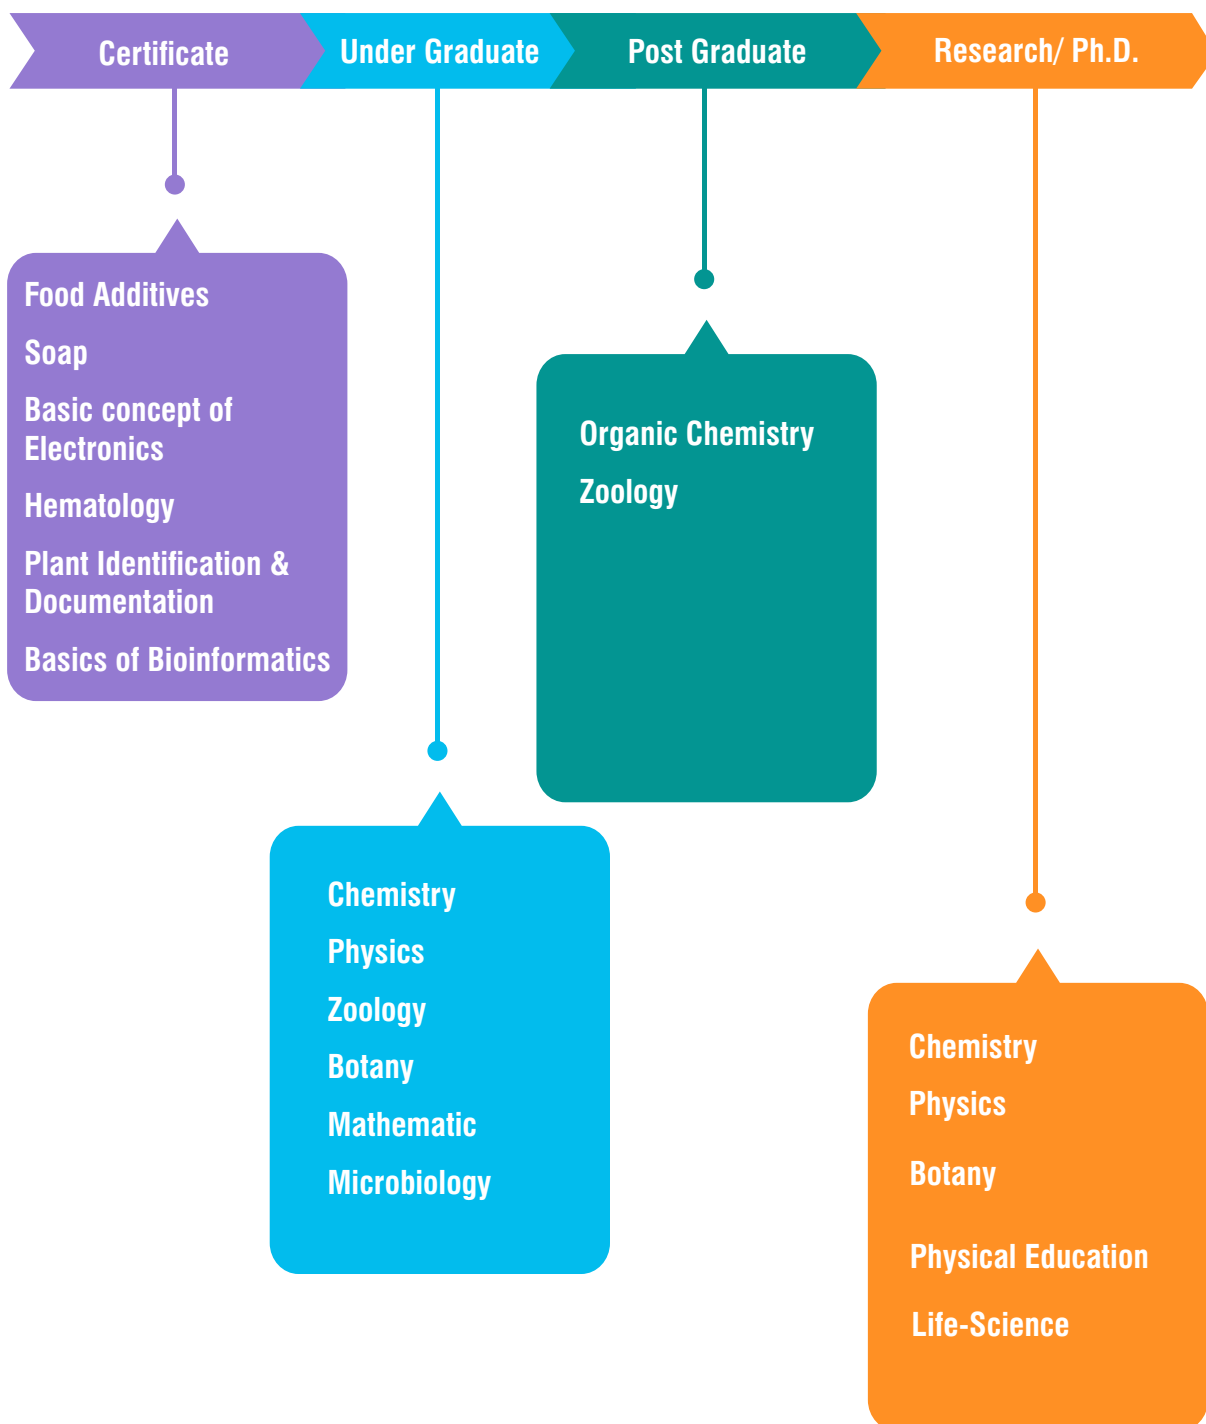 Certificate
Under Graduate
Post Graduate
Research/ Ph.D.
Food Additives
Soap
Basic concept of
Electronics
Hematology
Plant Identification &
Documentation
Basics of Bioinformatics
Organic Chemistry
Zoology
Chemistry
Physics
Zoology
Botany
Mathematic
Microbiology
Chemistry
Physics
Botany
Physical Education
Life-Science